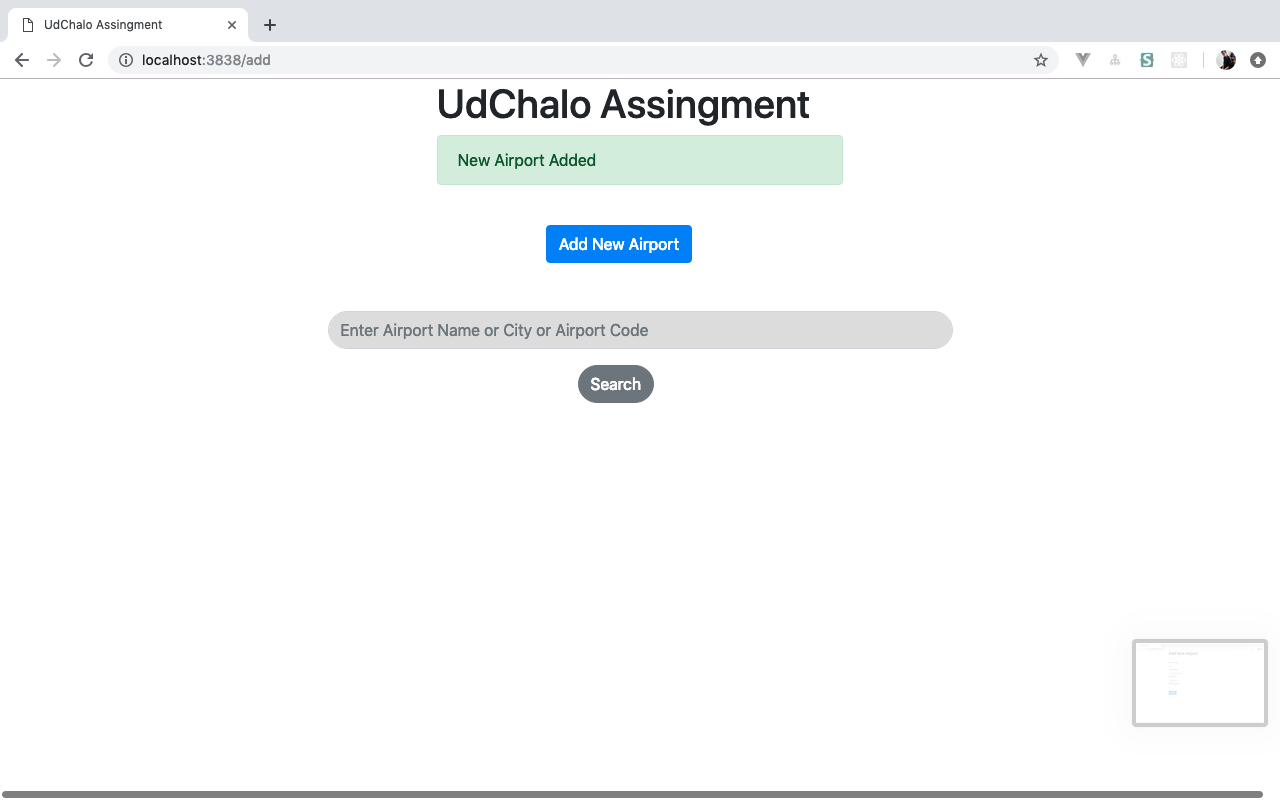 UdChalo Assingment
localhost:3838/add
UdChalo Assingment
New Airport Added
Add New Airport
Enter Airport Name or City or Airport Code
Search